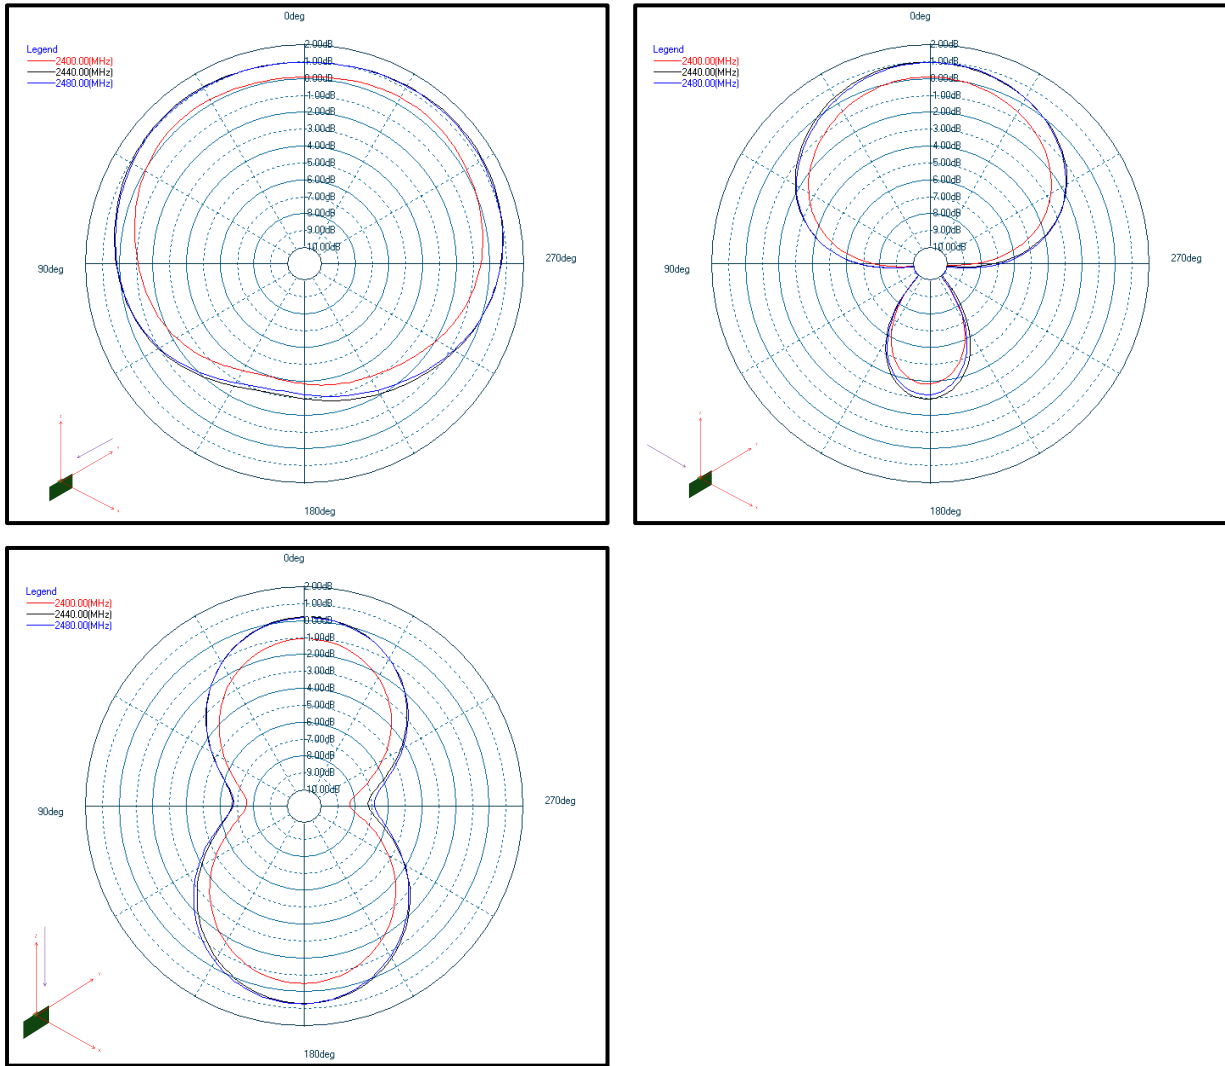 0deg
Legend
2400.00(MHz)
2440.00(MHz)
2480.00(MHz)
2.00dB
1.00dB
0.00dB
1.00dB
2.00dB
3.00dB
4.00dB
5.00dB
6.00dB
7.00dB
8.00dB
9.00dB
10.00dB
90deg
270deg
180deg
0deg
Legend
2400.00(MHz)
2440.00(MHz)
2480.00(MHz)
2.00dB
1.00dB
0.00dB
1.00dB
2.00dB
3.00dB
4.00dB
5.00dB
6.00dB
7.00dB
8.00dB
9.00dB
10.00dB
90deg
270deg
180deg
0deg
Legend
2400.00(MHz)
2440.00(MHz)
2480.00(MHz)
2.00dB
1.00dB
0.00dB
1.00dB
2.00dB
3.00dB
4.00dB
5.00dB
6.00dB
7.00dB
8.00dB
9.00dB
10.00dB
90deg
270deg
180deg